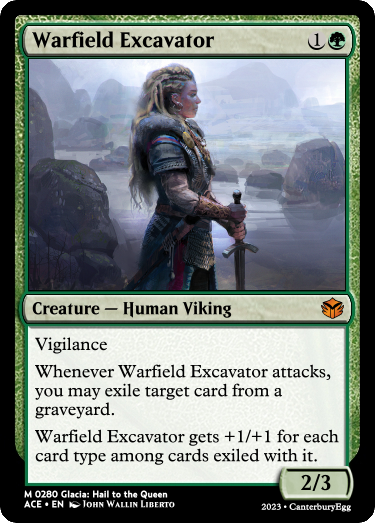 Warfield Excavator 1
Creature — Human Viking
Vigilance
Whenever Warfield Excavator attacks,
you may exile target card from a
graveyard.
Warfield Excavator gets +1/+1 for each
card type among cards exiled with it.
2/3
M 0280 Glacia: Hail to the Queen
ACE • EN John Wallin Liberto
2023 • CanterburyEgg